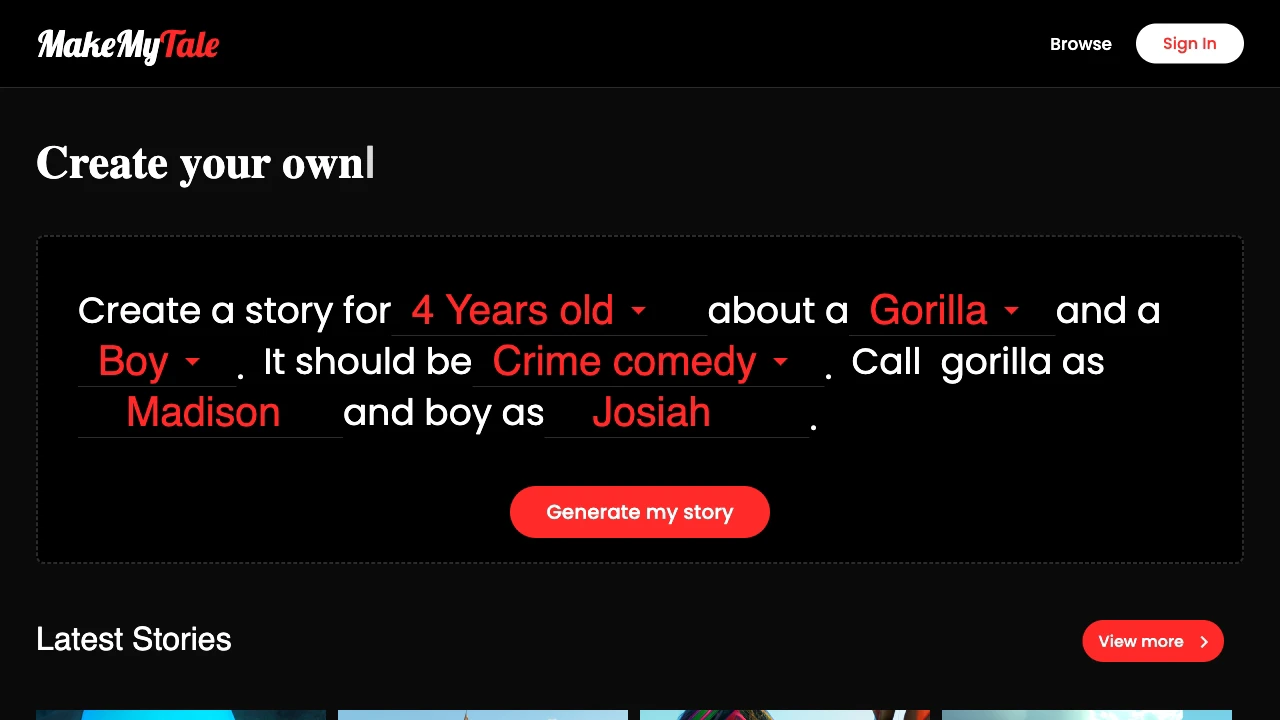 MakeMyTale
Browse
Sign In
Create your own
Create a story for 4 Years old about a Gorilla and a
Boy . It should be Crime comedy . Call gorilla as
Madison and boy as Josiah .
Generate my story
Latest Stories
View more